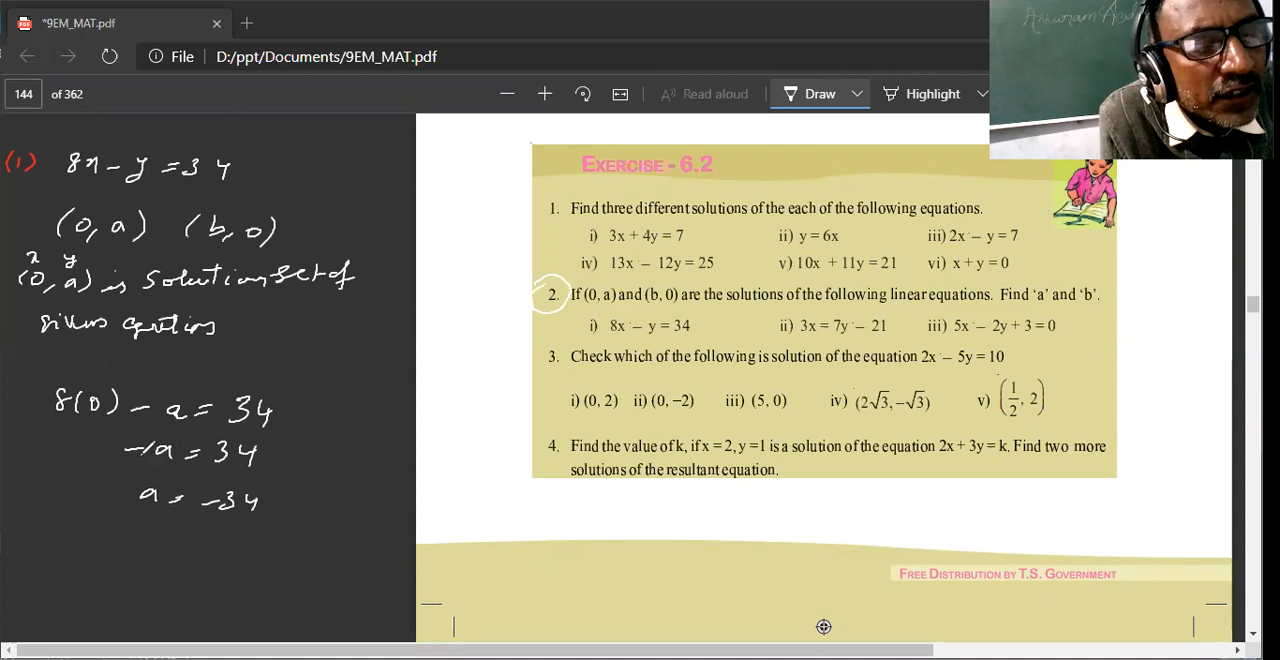 *9EM_MAT.pdf
File D:/ppt/Documents/9EM_MAT.pdf
144 of 362 Read aloud Draw Highlight
(1) 8x - y = 34
(0, a) (b, 0)
x y
(0, a) is solution set of
given equation
8(0) - a = 34
-a = 34
a = -34
EXERCISE - 6.2
1. Find three different solutions of the each of the following equations.
i) 3x + 4y = 7 ii) y = 6x iii) 2x - y = 7
iv) 13x - 12y = 25 v) 10x + 11y = 21 vi) x + y = 0
2. If (0, a) and (b, 0) are the solutions of the following linear equations. Find ‘a’ and ‘b’.
i) 8x - y = 34 ii) 3x = 7y - 21 iii) 5x - 2y + 3 = 0
3. Check which of the following is solution of the equation 2x - 5y = 10
i) (0, 2) ii) (0, -2) iii) (5, 0) iv) (2√3, -√3) v) (1/2, 2)
4. Find the value of k, if x = 2, y = 1 is a solution of the equation 2x + 3y = k. Find two more
solutions of the resultant equation.
FREE DISTRIBUTION BY T.S. GOVERNMENT